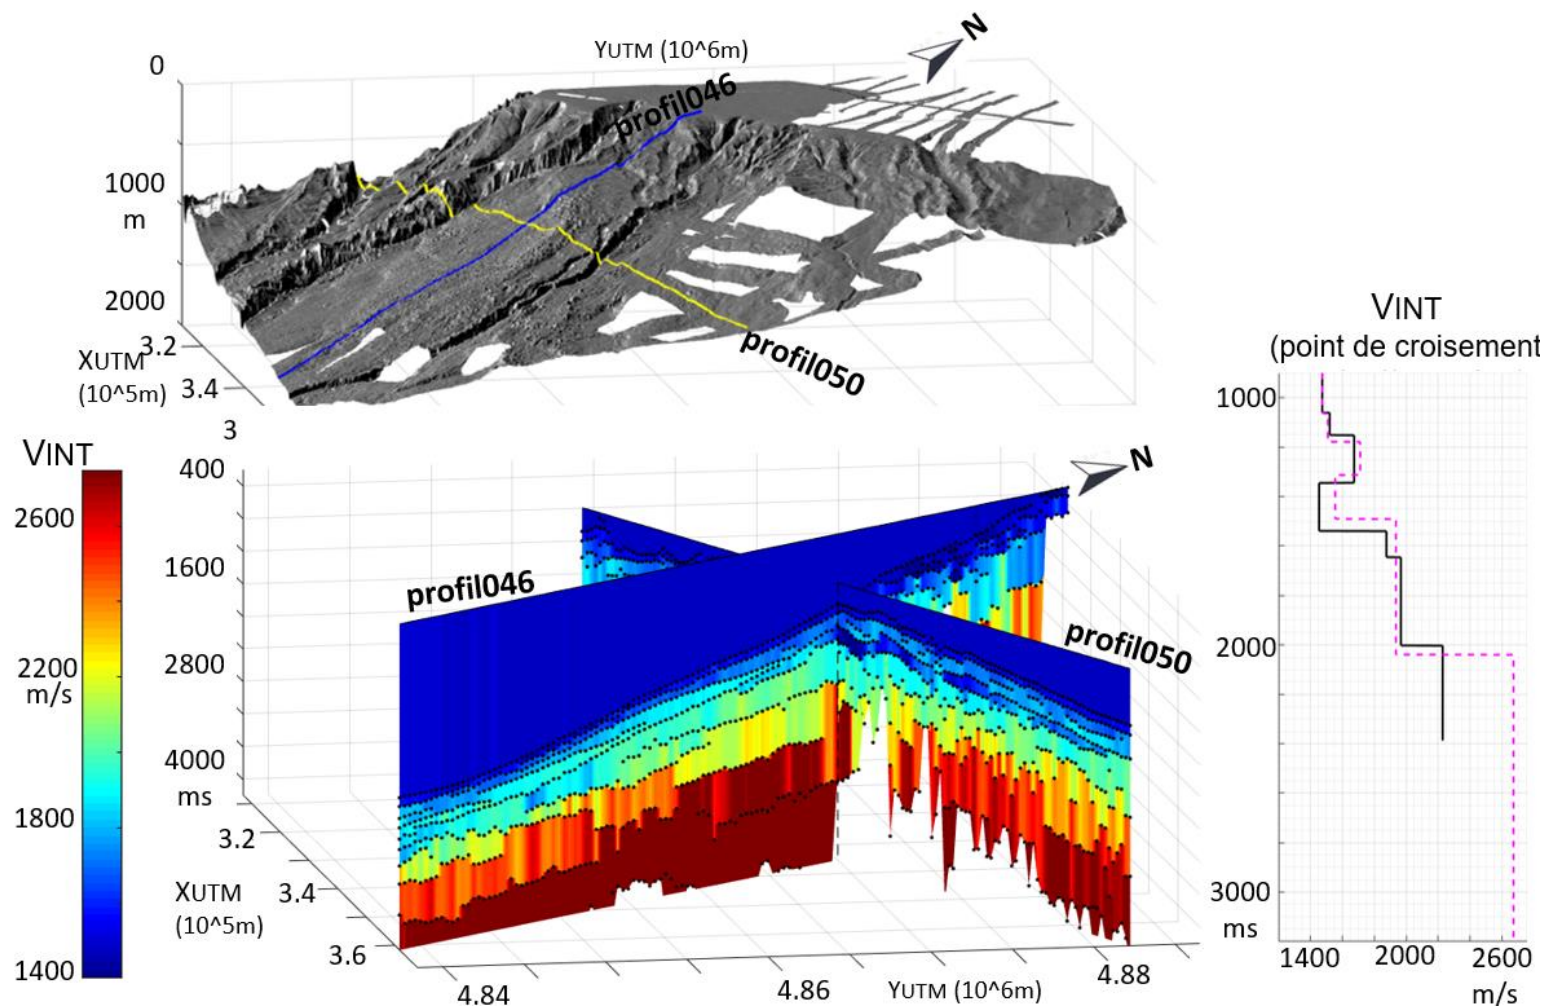 YUTM (10^6m)
N
0
1000
m
2000
XUTM
(10^5m)
3.2
3.4
3
profil046
profil050
VINT
2600
2200
m/s
1800
1400
400
1600
2800
4000
ms
3.2
XUTM
(10^5m)
3.4
3.6
4.84
4.86
YUTM (10^6m)
4.88
N
profil046
profil050
VINT
(point de croisement
1000
2000
3000
ms
1400
2000
2600
m/s